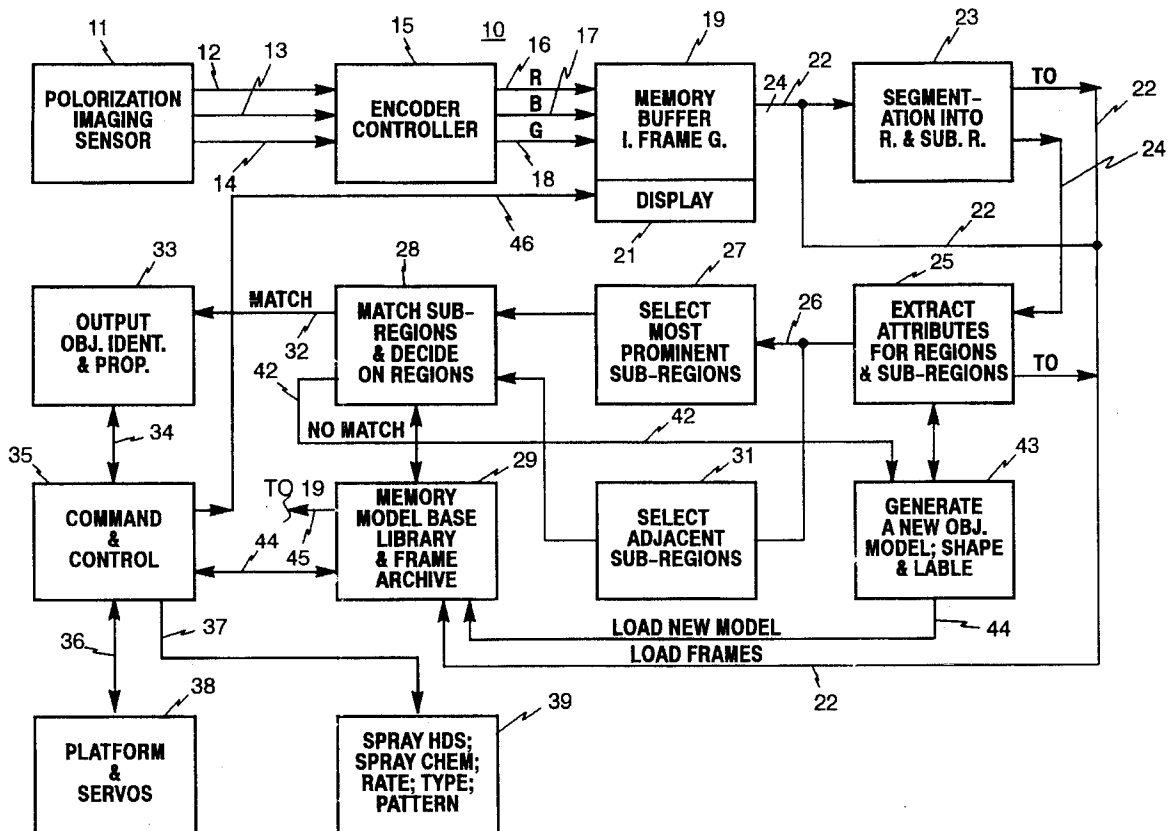 11
12
13
15
10
16
17
19
23
POLORIZATION
IMAGING
SENSOR
ENCODER
CONTROLLER
R
B
G
MEMORY
BUFFER
I. FRAME G.
24
22
SEGMENT-
ATION INTO
R. & SUB. R.
TO
22
24
14
18
DISPLAY
46
21
22
33
28
27
25
OUTPUT
OBJ. IDENT.
& PROP.
MATCH
32
MATCH SUB-
REGIONS
& DECIDE
ON REGIONS
SELECT
MOST
PROMINENT
SUB-REGIONS
26
EXTRACT
ATTRIBUTES
FOR REGIONS
& SUB-REGIONS
TO
42
NO MATCH
42
34
35
29
31
43
COMMAND
&
CONTROL
TO 19
45
44
MEMORY
MODEL BASE
LIBRARY
& FRAME
ARCHIVE
SELECT
ADJACENT
SUB-REGIONS
GENERATE
A NEW OBJ.
MODEL; SHAPE
& LABLE
36
37
LOAD NEW MODEL
44
LOAD FRAMES
22
38
39
PLATFORM
&
SERVOS
SPRAY HDS;
SPRAY CHEM;
RATE; TYPE;
PATTERN